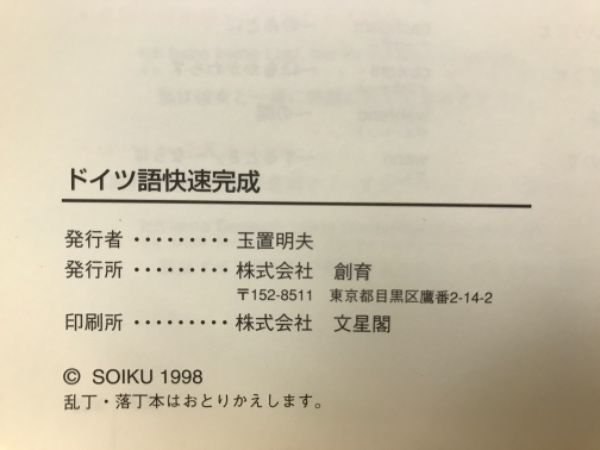 ドイツ語快速完成
発行者 ········· 玉置明夫
発行所 ········· 株式会社 創育
〒152-8511 東京都目黒区鷹番2-14-2
印刷所 ········· 株式会社 文星閣
© SOIKU 1998
乱丁・落丁本はおとりかえします。